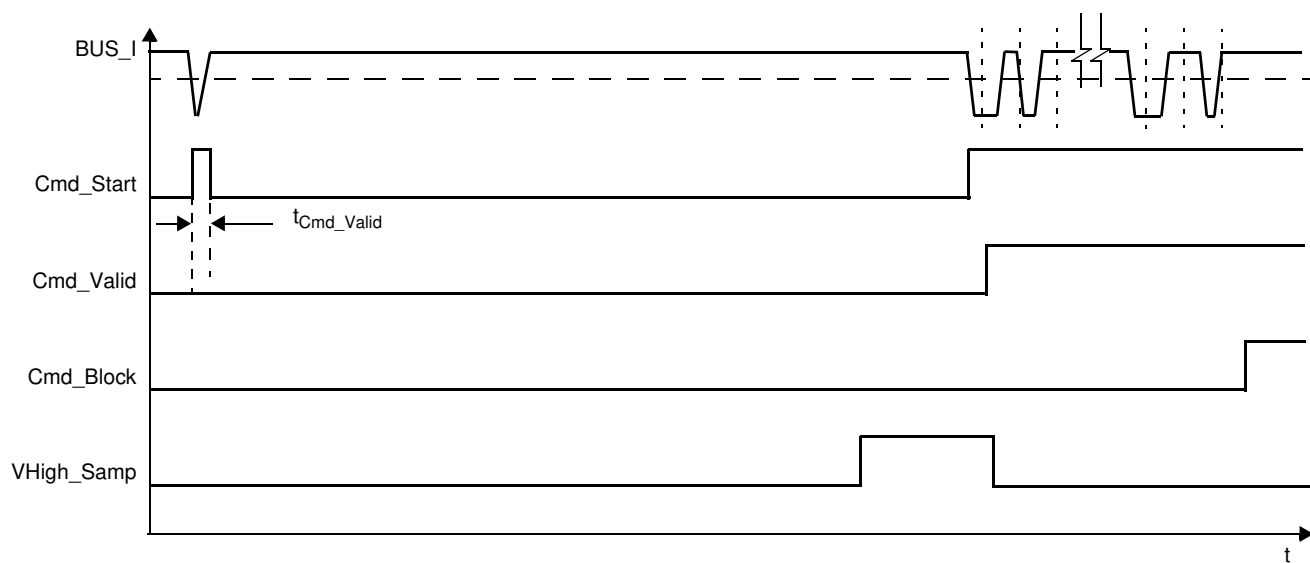 BUS_I
Cmd_Start
tCmd_Valid
Cmd_Valid
Cmd_Block
VHigh_Samp
t